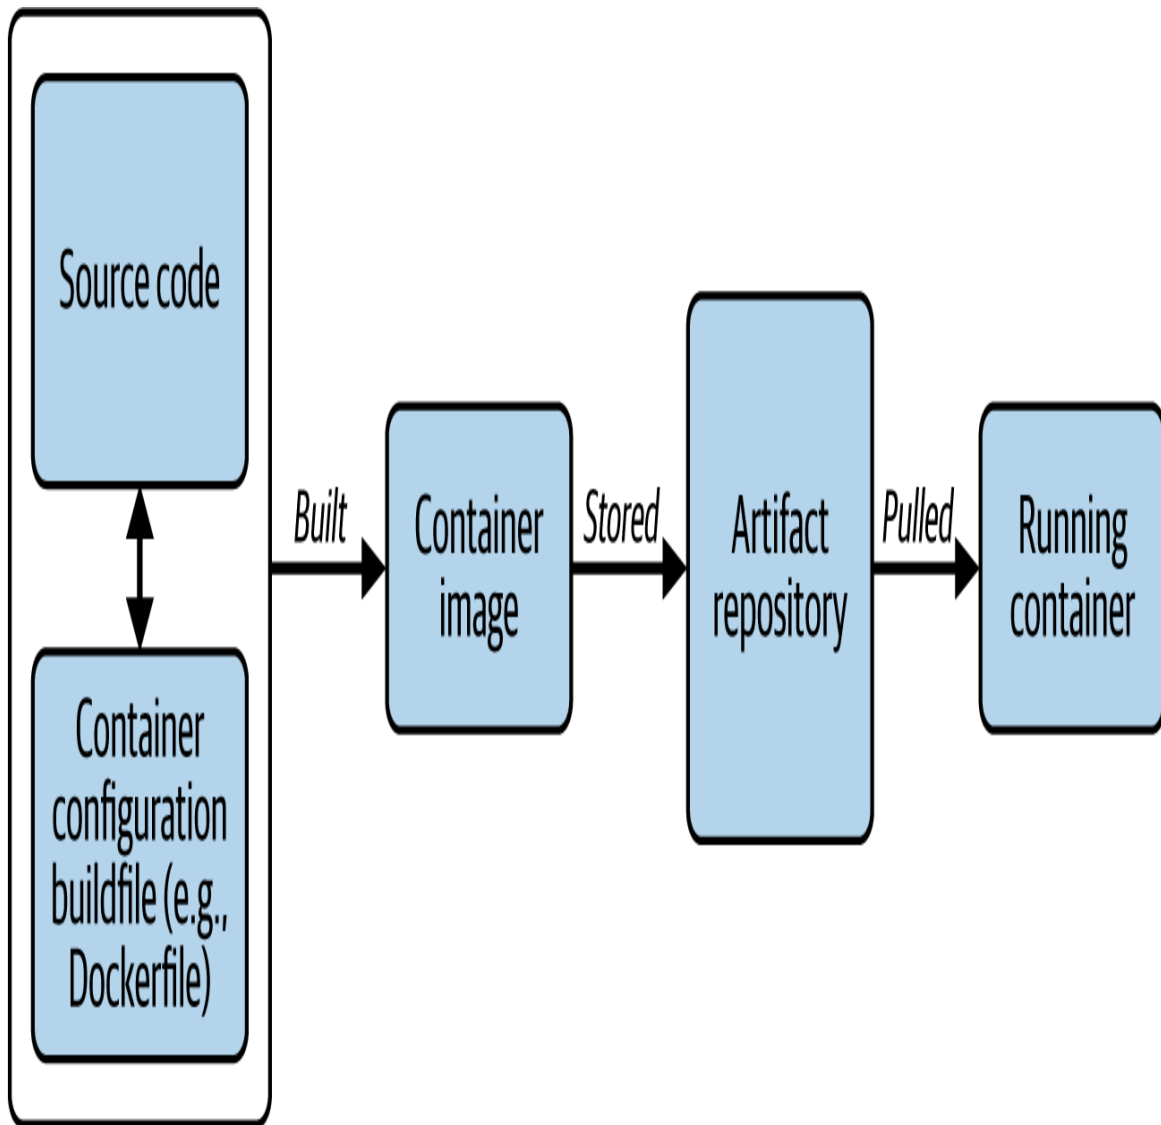 Source code
Container
configuration
buildfile (e.g.,
Dockerfile)
Built
Container
image
Stored
Artifact
repository
Pulled
Running
container